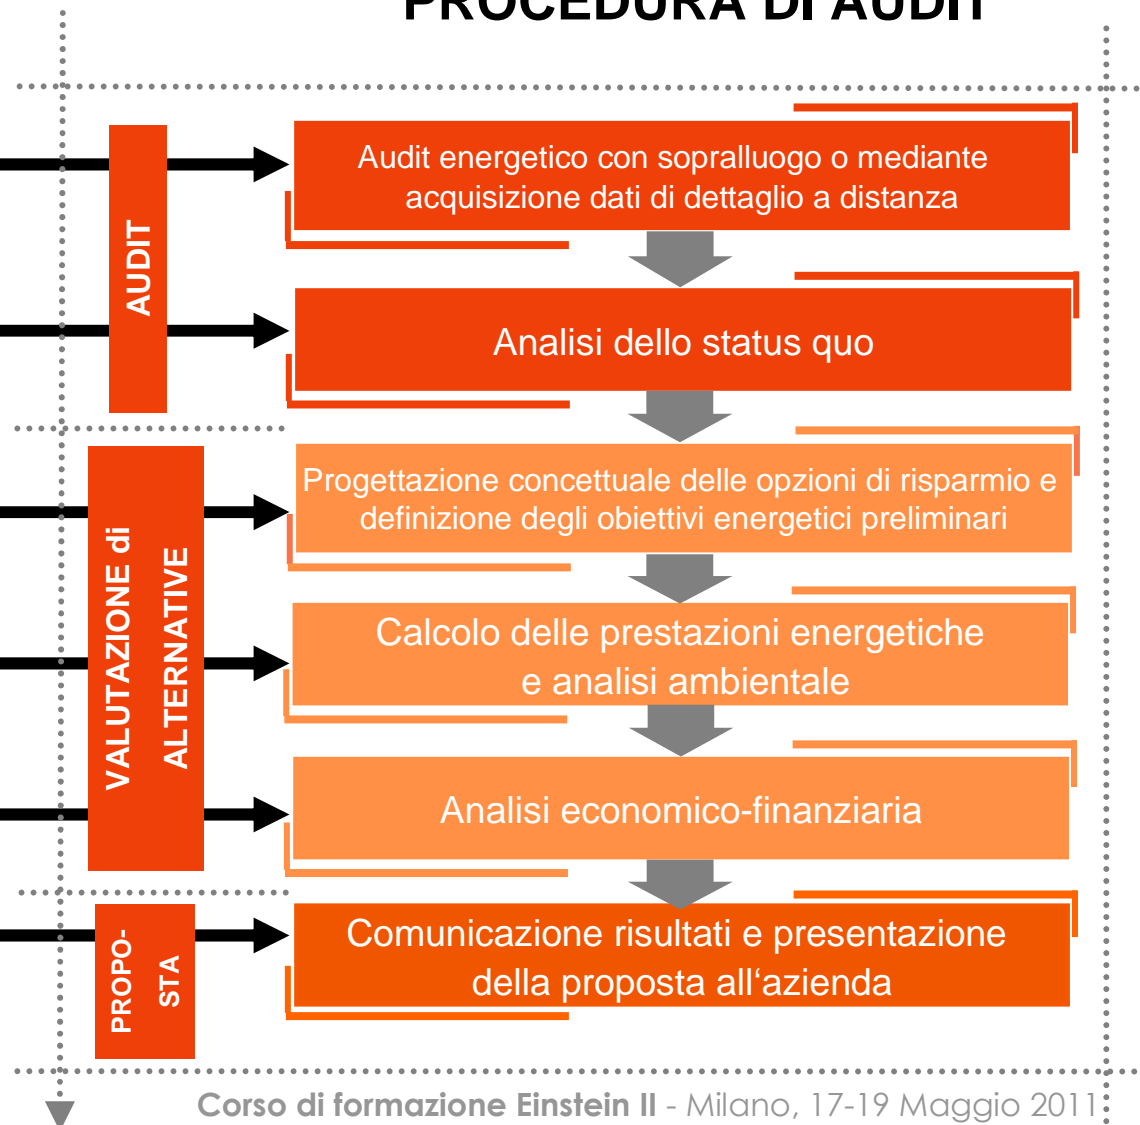 PROCEDURA DI AUDIT
AUDIT
Audit energetico con sopralluogo o mediante
acquisizione dati di dettaglio a distanza
Analisi dello status quo
VALUTAZIONE di
ALTERNATIVE
Progettazione concettuale delle opzioni di risparmio e
definizione degli obiettivi energetici preliminari
Calcolo delle prestazioni energetiche
e analisi ambientale
Analisi economico-finanziaria
PROPO-
STA
Comunicazione risultati e presentazione
della proposta all‘azienda
Corso di formazione Einstein II - Milano, 17-19 Maggio 2011